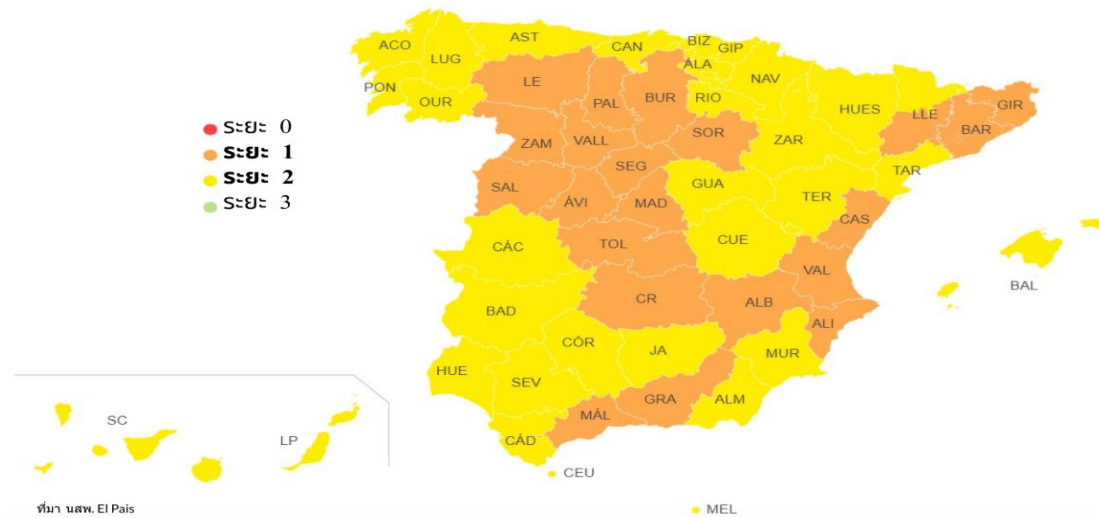 ACO
LUG
AST
CAN
BIZ
GIP
ÁLA
NAV
PON
OUR
LE
PAL
BUR
RIO
HUES
LLE
GIR
BAR
ระยะ 0
ระยะ 1
ระยะ 2
ระยะ 3
ZAM
VALL
SOR
ZAR
TAR
SEG
SAL
ÁVI
MAD
GUA
TER
CAS
CÁC
TOL
CUE
VAL
BAL
BAD
CR
ALB
ALI
HUE
SEV
CÓR
JA
MUR
MÁL
GRA
ALM
CÁD
SC
LP
CEU
MEL
ที่มา นสพ. El Pais